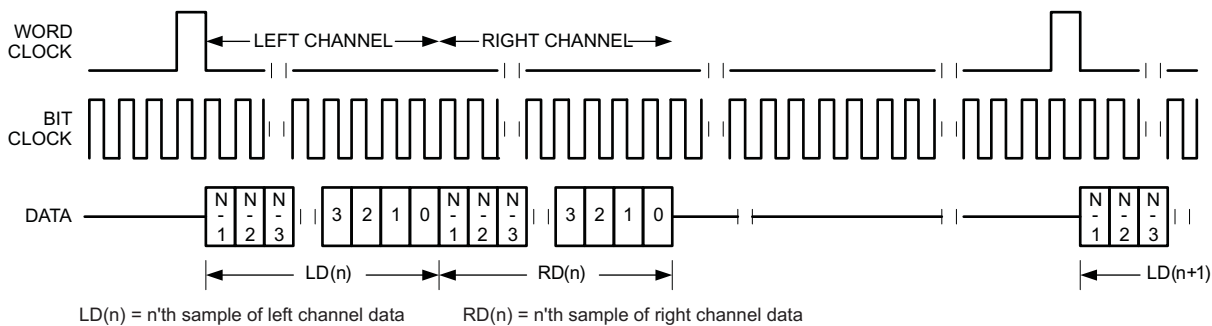 WORD
CLOCK
LEFT CHANNEL
RIGHT CHANNEL
BIT
CLOCK
DATA
N
-
1
N
-
2
N
-
3
3 2 1 0
N
-
1
N
-
2
N
-
3
3 2 1 0
N
-
1
N
-
2
N
-
3
LD(n)
RD(n)
LD(n+1)
LD(n) = n'th sample of left channel data
RD(n) = n'th sample of right channel data